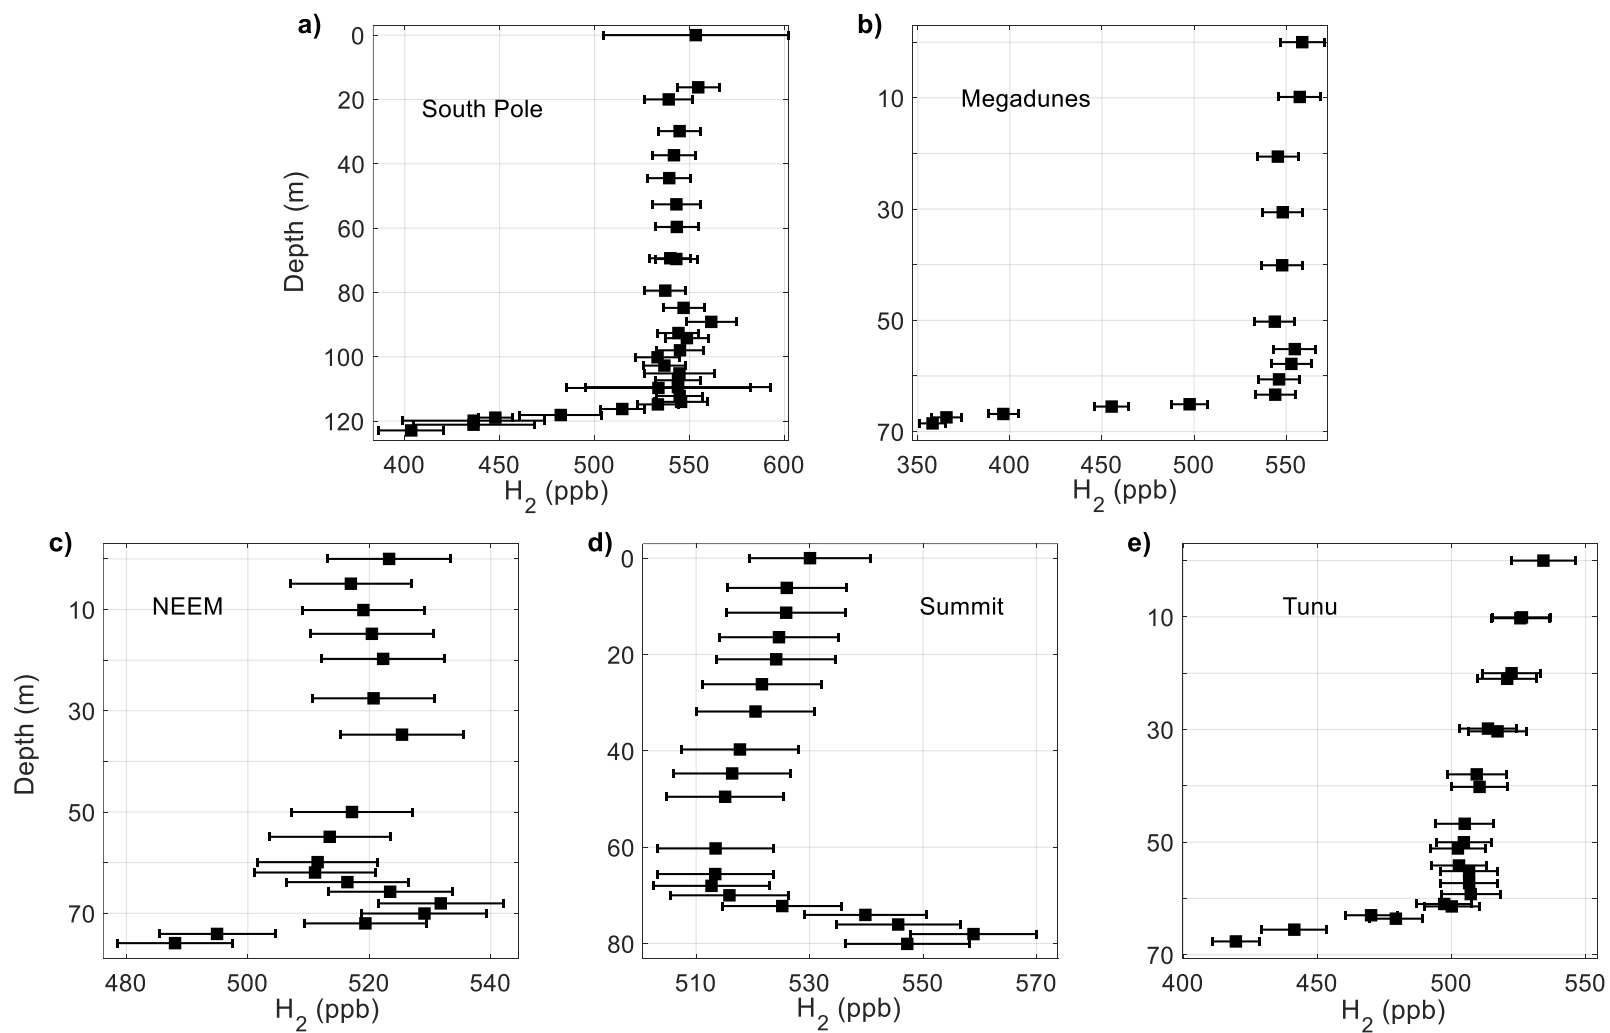 a)
South Pole
0
20
40
60
80
100
120
Depth (m)
400 450 500 550 600
H2 (ppb)
b)
Megadunes
10
30
50
70
350 400 450 500 550
H2 (ppb)
c)
NEEM
10
30
50
70
Depth (m)
480 500 520 540
H2 (ppb)
d)
Summit
0
20
40
60
80
510 530 550 570
H2 (ppb)
e)
Tunu
10
30
50
70
400 450 500 550
H2 (ppb)